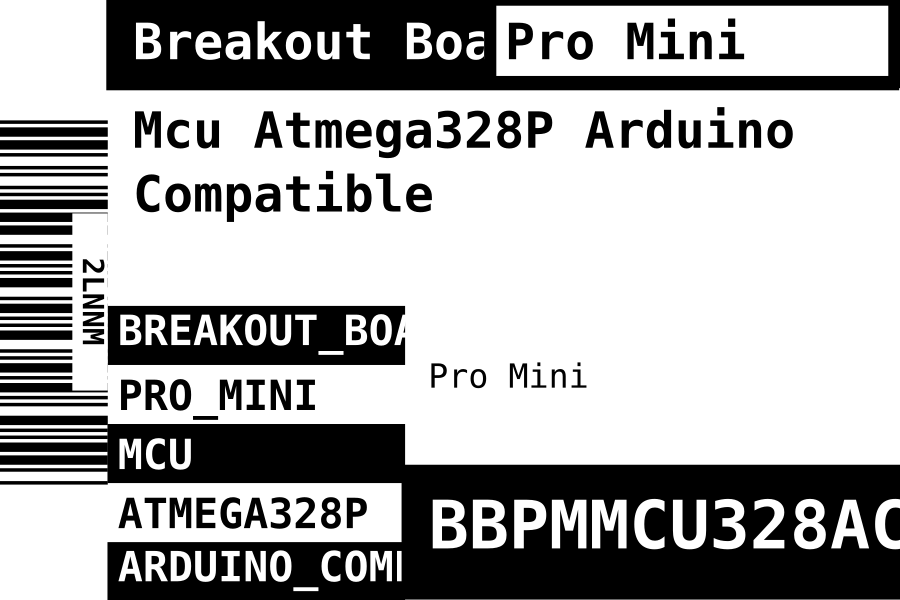 Breakout Boa
Pro Mini
Mcu Atmega328P Arduino
Compatible
2LNNM
BREAKOUT_BOA
PRO_MINI
MCU
ATMEGA328P
ARDUINO_COM
Pro Mini
BBPMMCU328AC